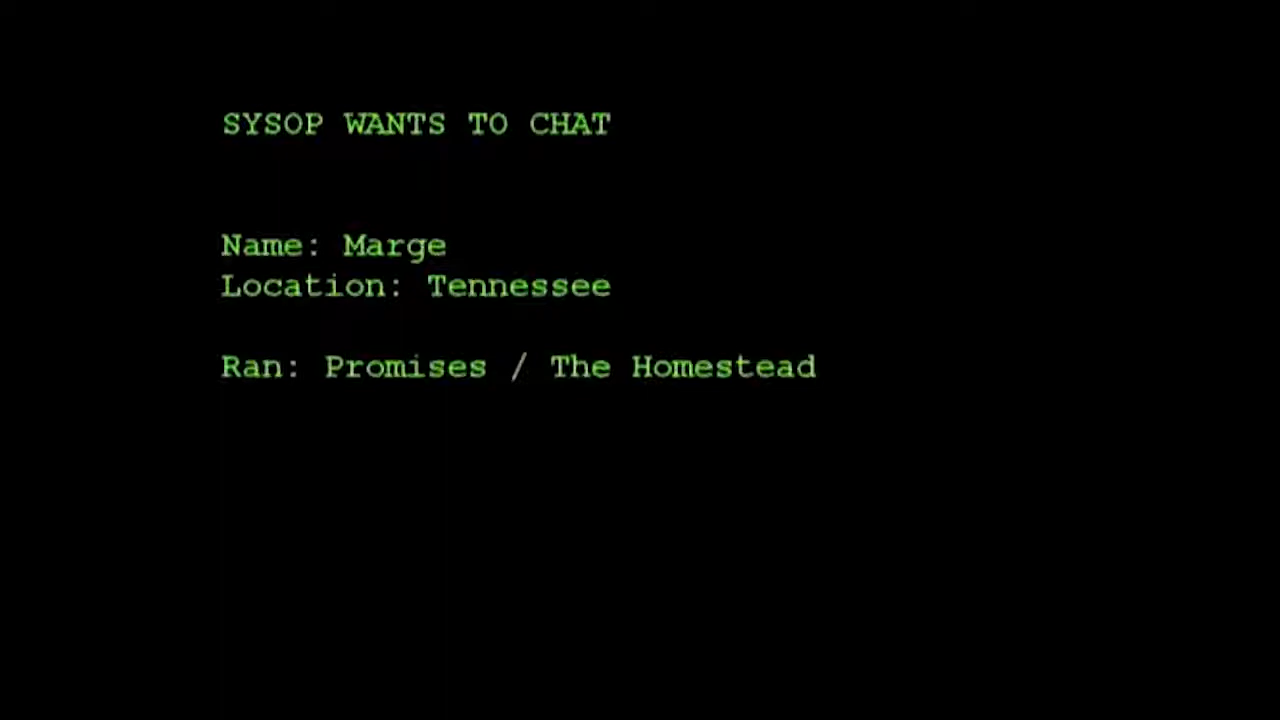 SYSOP WANTS TO CHAT
Name: Marge
Location: Tennessee
Ran: Promises / The Homestead